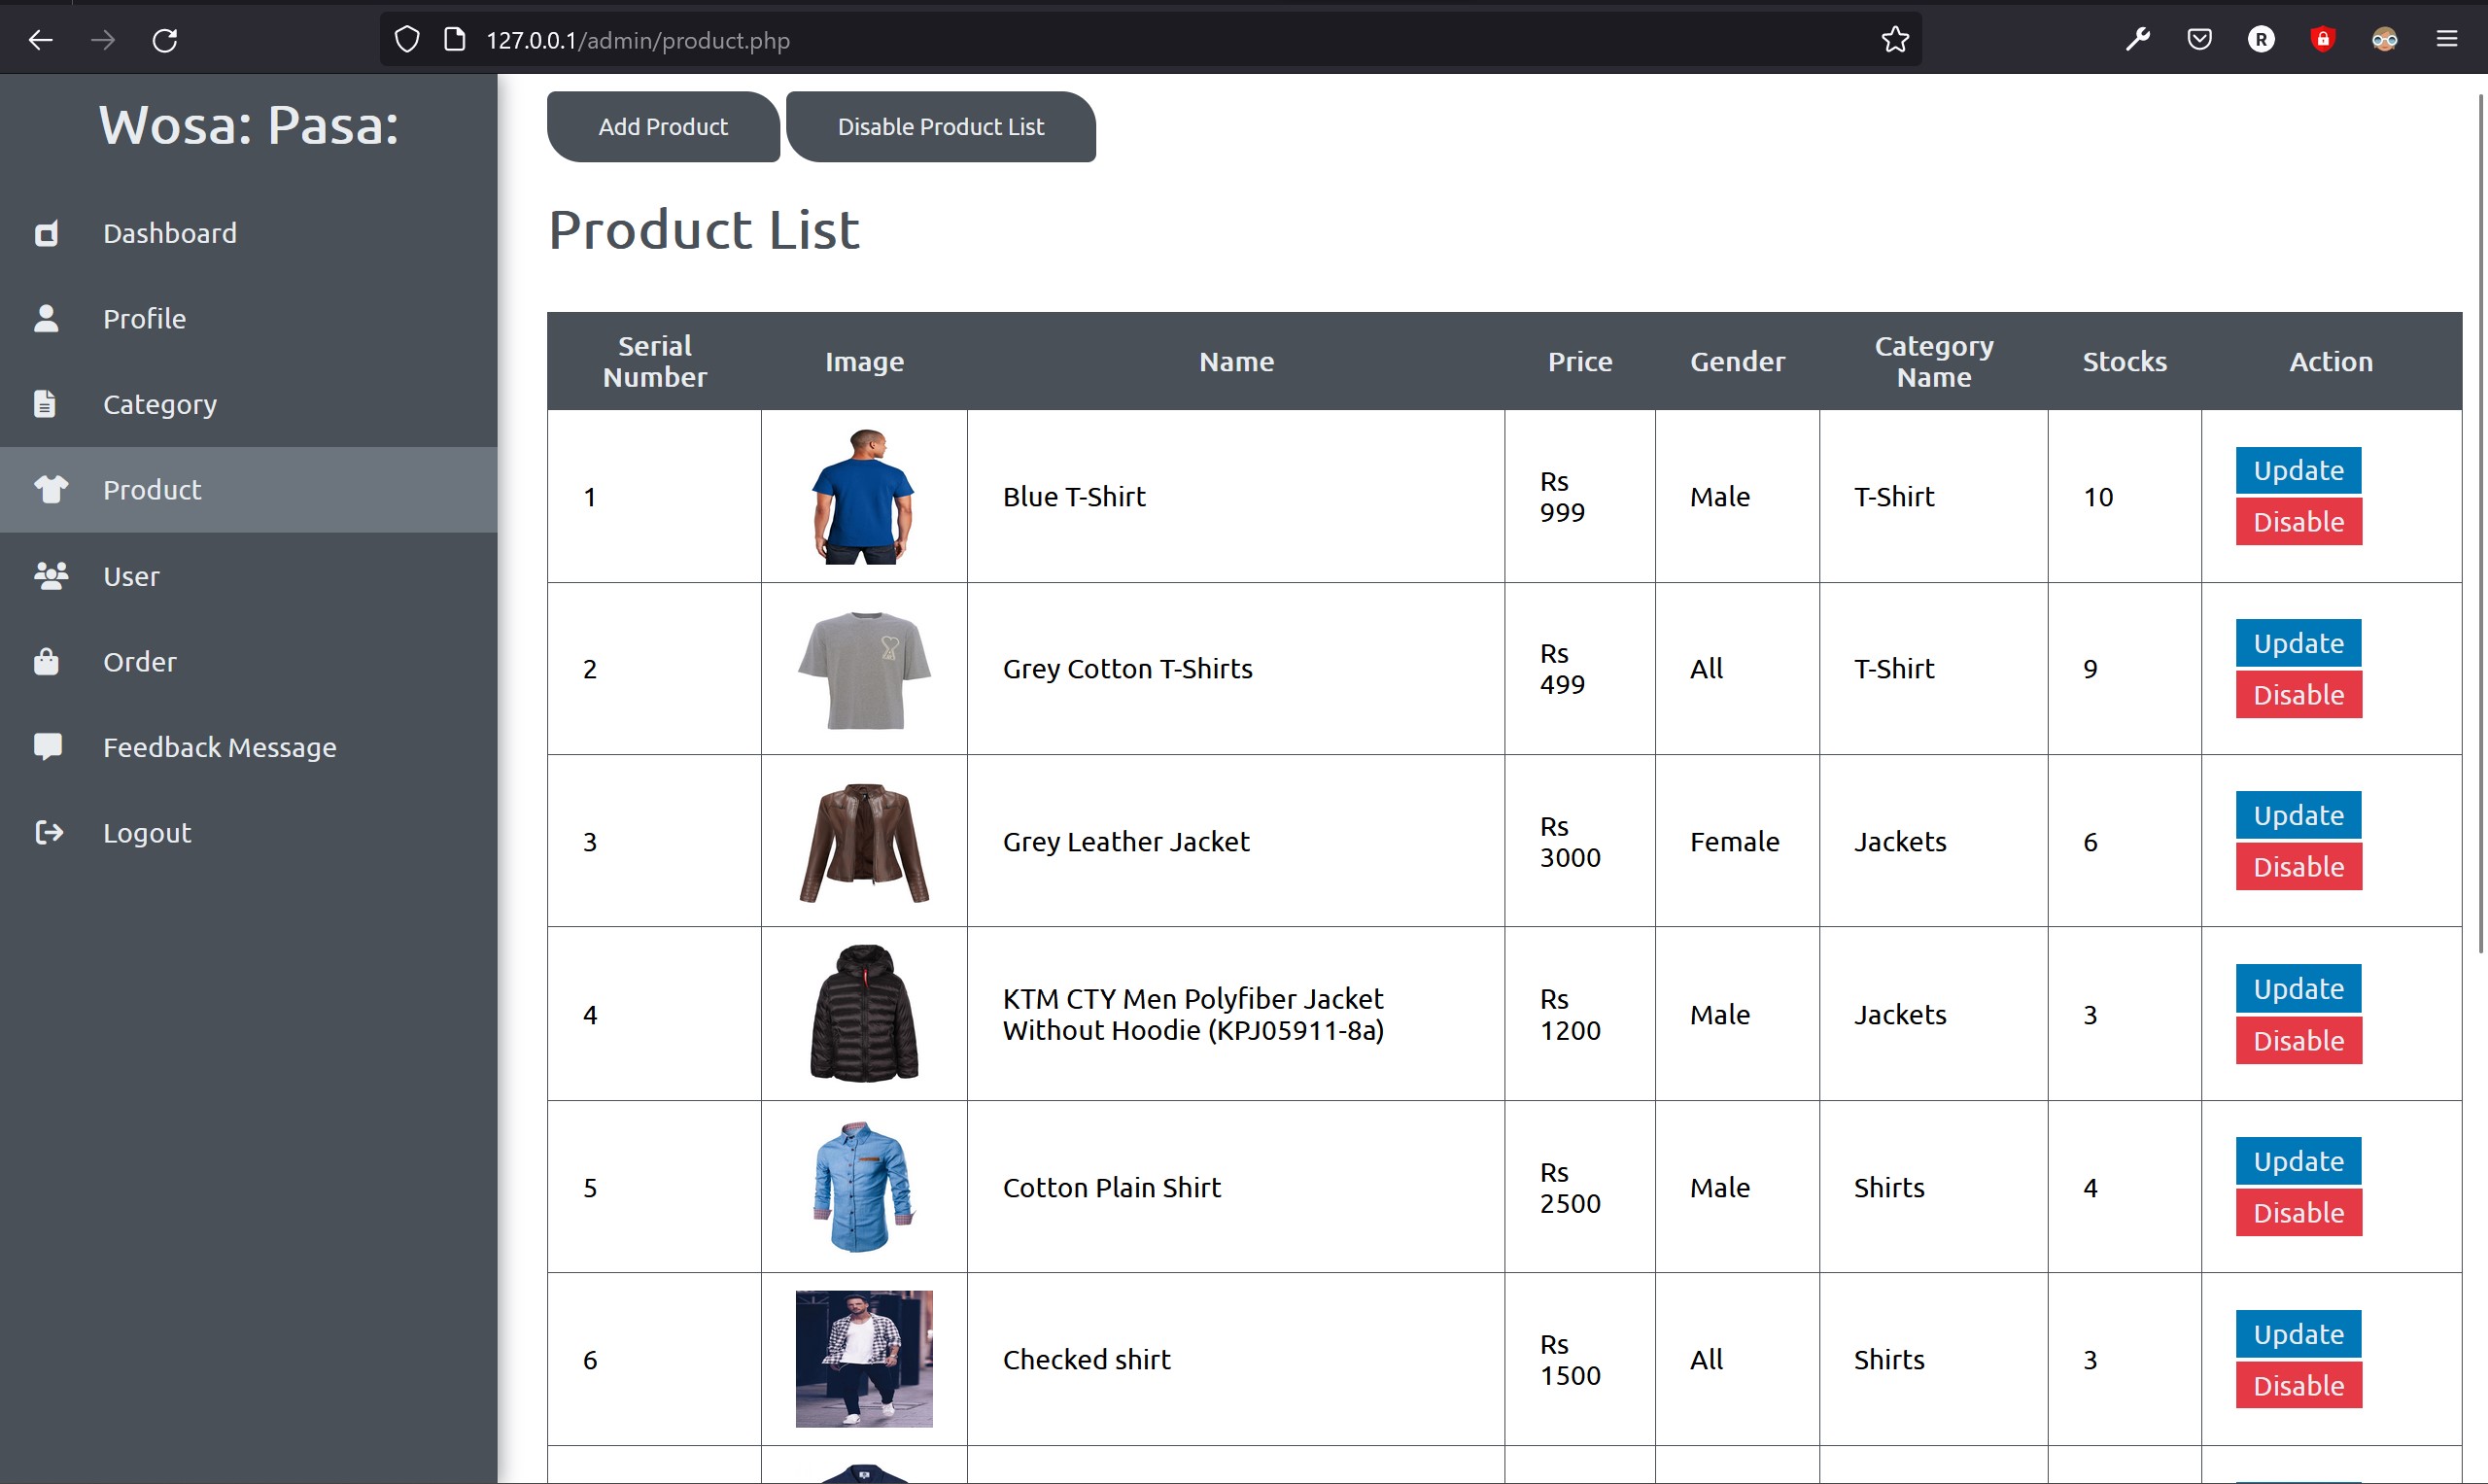 127.0.0.1/admin/product.php
Wosa: Pasa:
Dashboard
Profile
Category
Product
User
Order
Feedback Message
Logout
Add Product
Disable Product List
Product List
Serial Number
Image
Name
Price
Gender
Category Name
Stocks
Action
1
Blue T-Shirt
Rs 999
Male
T-Shirt
10
Update
Disable
2
Grey Cotton T-Shirts
Rs 499
All
T-Shirt
9
Update
Disable
3
Grey Leather Jacket
Rs 3000
Female
Jackets
6
Update
Disable
4
KTM CTY Men Polyfiber Jacket
Without Hoodie (KPJ05911-8a)
Rs 1200
Male
Jackets
3
Update
Disable
5
Cotton Plain Shirt
Rs 2500
Male
Shirts
4
Update
Disable
6
Checked shirt
Rs 1500
All
Shirts
3
Update
Disable